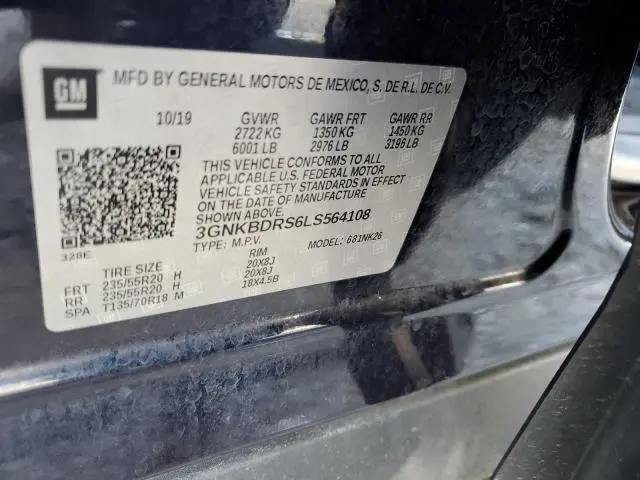 GM
MFD BY GENERAL MOTORS DE MEXICO, S. DE R.L. DE C.V.
10/19 GVWR GAWR FRT GAWR RR
2722 KG 1350 KG 1450 KG
6001 LB 2976 LB 3196 LB
THIS VEHICLE CONFORMS TO ALL
APPLICABLE U.S. FEDERAL MOTOR
VEHICLE SAFETY STANDARDS IN EFFECT
ON THE DATE OF MANUFACTURE
SHOWN ABOVE.
3GNKBDRS6LS564108
TYPE: M.P.V. MODEL: 681NK26
328E
TIRE SIZE RIM
FRT 235/55R20 H 20X8J
RR 235/55R20 H 20X8J
SPA T135/70R18 M 18X4.5B